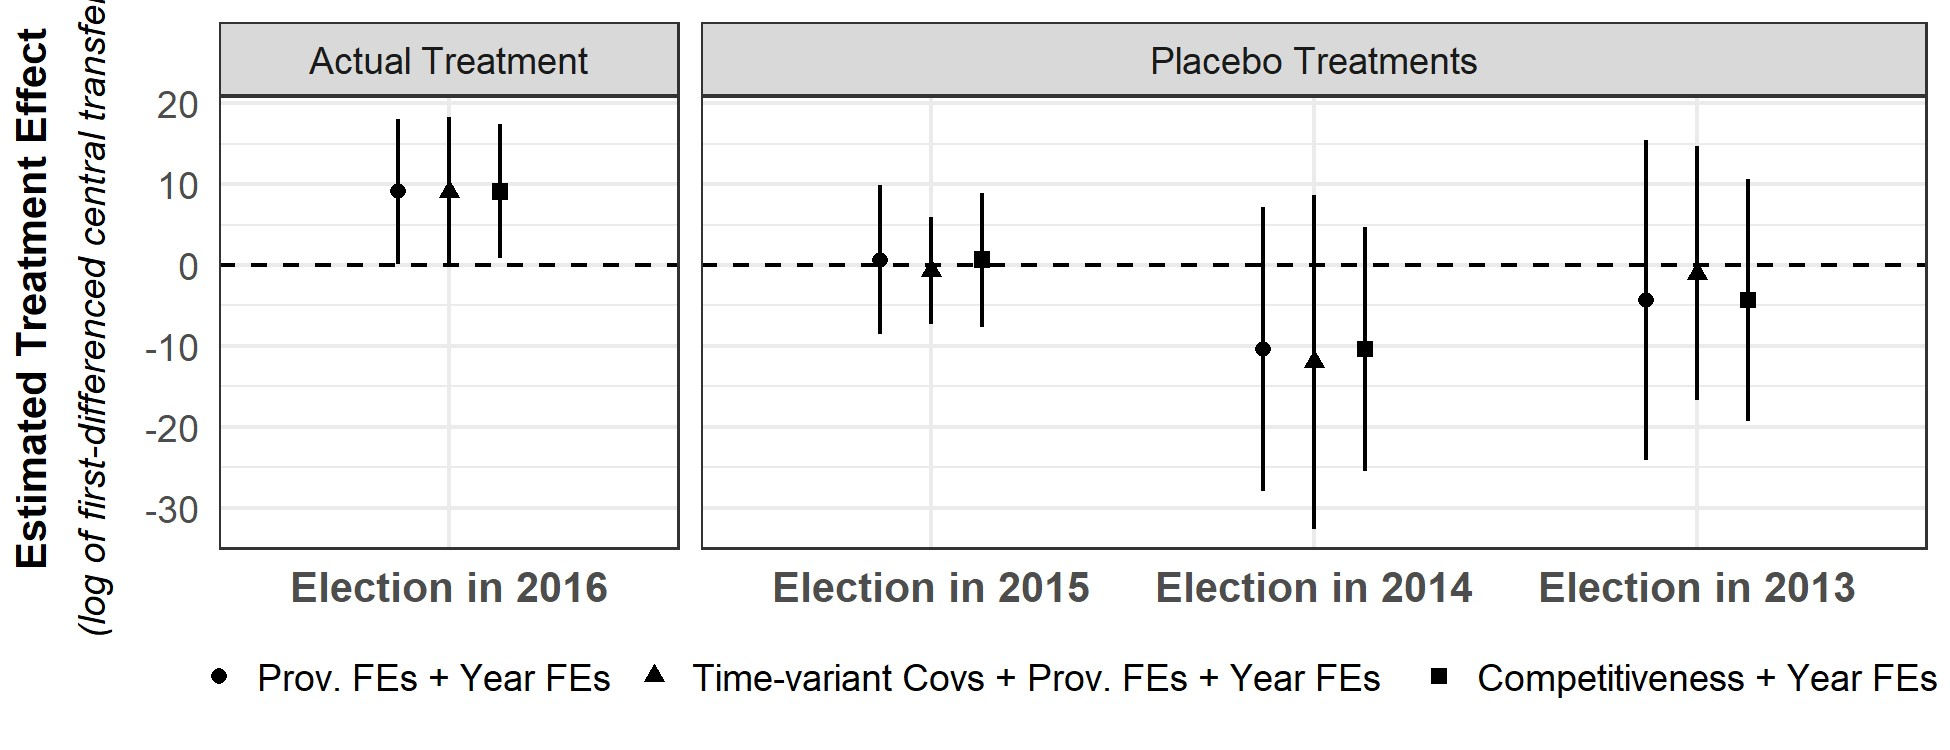 Estimated Treatment Effect
(log of first-differenced central
Actual Treatment
Placebo Treatments
20
10
0
-10
-20
-30
Election in 2016
Election in 2015
Election in 2014
Election in 2013
Prov. FEs + Year FEs
Time-variant Covs + Prov. FEs + Year FEs
Competitiveness + Year FEs